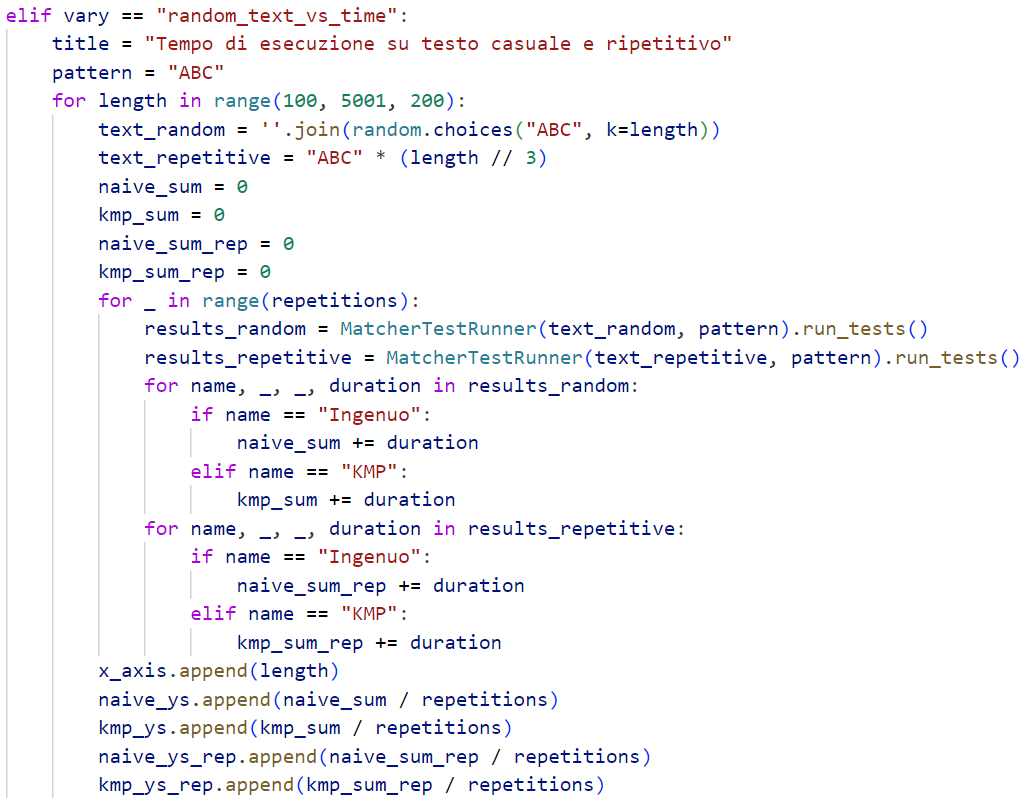 elif vary == "random_text_vs_time":
    title = "Tempo di esecuzione su testo casuale e ripetitivo"
    pattern = "ABC"
    for length in range(100, 5001, 200):
        text_random = ''.join(random.choices("ABC", k=length))
        text_repetitive = "ABC" * (length // 3)
        naive_sum = 0
        kmp_sum = 0
        naive_sum_rep = 0
        kmp_sum_rep = 0
        for _ in range(repetitions):
            results_random = MatcherTestRunner(text_random, pattern).run_tests()
            results_repetitive = MatcherTestRunner(text_repetitive, pattern).run_tests()
            for name, _, _, duration in results_random:
                if name == "Ingenuo":
                    naive_sum += duration
                elif name == "KMP":
                    kmp_sum += duration
            for name, _, _, duration in results_repetitive:
                if name == "Ingenuo":
                    naive_sum_rep += duration
                elif name == "KMP":
                    kmp_sum_rep += duration
        x_axis.append(length)
        naive_ys.append(naive_sum / repetitions)
        kmp_ys.append(kmp_sum / repetitions)
        naive_ys_rep.append(naive_sum_rep / repetitions)
        kmp_ys_rep.append(kmp_sum_rep / repetitions)